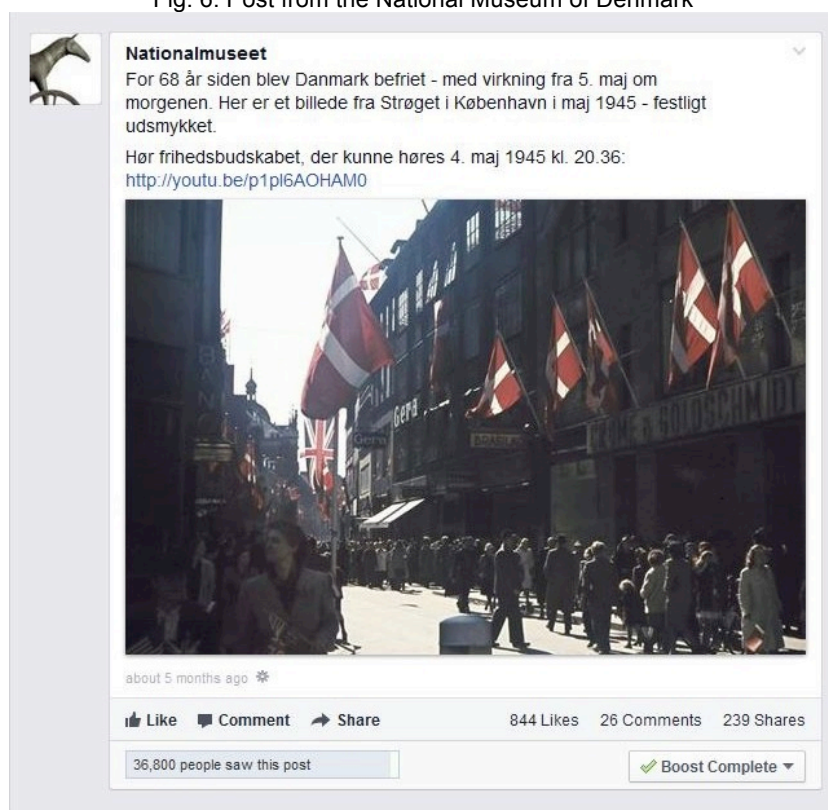 Fig. 6. Post from the National Museum of Denmark
Nationalmuseet
For 68 år siden blev Danmark befriet - med virkning fra 5. maj om
morgenen. Her er et billede fra Strøget i København i maj 1945 - festligt
udsmykket.
Hør frihedsbudskabet, der kunne høres 4. maj 1945 kl. 20.36:
http://youtu.be/p1pl6AOHAM0
Gera
Gera
GOLDSCHMIDT
about 5 months ago
Like Comment Share 844 Likes 26 Comments 239 Shares
36,800 people saw this post
Boost Complete